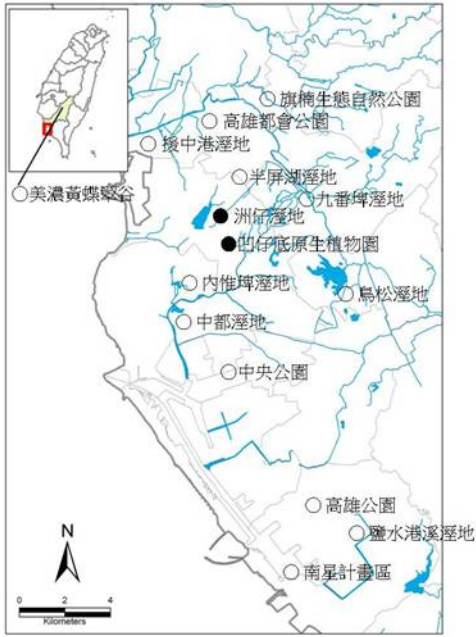 旗楠生態自然公園
高雄都會公園
援中港溼地
半屏湖溼地
美濃黃蝶翠谷
九番埤溼地
洲仔溼地
凹仔底原生植物園
內惟埤溼地
鳥松溼地
中都溼地
中央公園
高雄公園
鹽水港溪溼地
南星計畫區
N
0 2 4
Kilometers